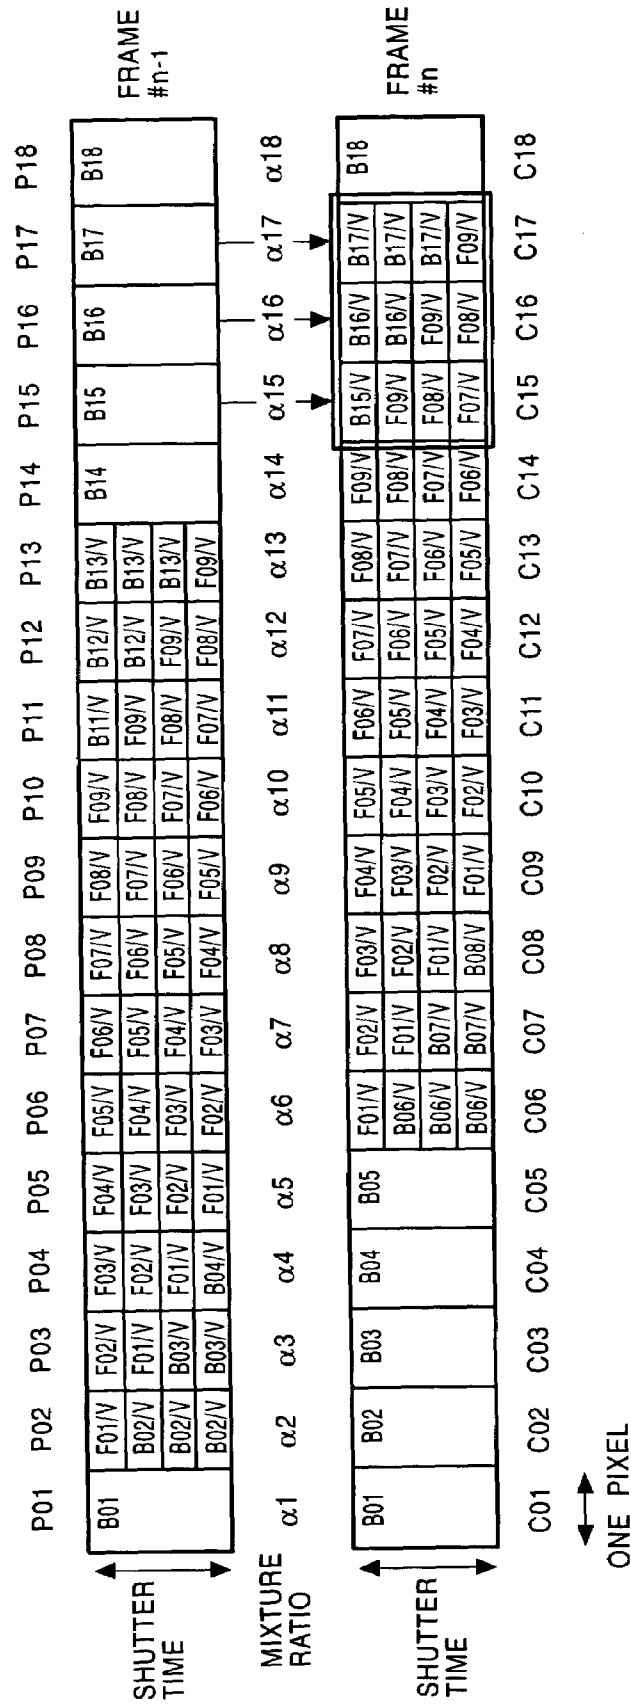 P01 P02 P03 P04 P05 P06 P07 P08 P09 P10 P11 P12 P13 P14 P15 P16 P17 P18
B01 F01/V F02/V F03/V F04/V F05/V F06/V F07/V F08/V F09/V B11/V B12/V B13/V B14 B15 B16 B17 B18
B02/V F01/V F02/V F03/V F04/V F05/V F06/V F07/V F08/V F09/V B12/V B13/V
B02/V B03/V F01/V F02/V F03/V F04/V F05/V F06/V F07/V F08/V F09/V B13/V
B02/V B03/V B04/V F01/V F02/V F03/V F04/V F05/V F06/V F07/V F08/V F09/V
SHUTTER
TIME
FRAME
#n-1
MIXTURE
RATIO
α1 α2 α3 α4 α5 α6 α7 α8 α9 α10 α11 α12 α13 α14 α15 α16 α17 α18
B01 B02 B03 B04 B05 F01/V F02/V F03/V F04/V F05/V F06/V F07/V F08/V F09/V B15/V B16/V B17/V B18
B06/V F01/V F02/V F03/V F04/V F05/V F06/V F07/V F08/V F09/V B16/V B17/V
B06/V B07/V F01/V F02/V F03/V F04/V F05/V F06/V F07/V F08/V F09/V B17/V
B06/V B07/V B08/V F01/V F02/V F03/V F04/V F05/V F06/V F07/V F08/V F09/V
SHUTTER
TIME
FRAME
#n
C01 C02 C03 C04 C05 C06 C07 C08 C09 C10 C11 C12 C13 C14 C15 C16 C17 C18
ONE PIXEL